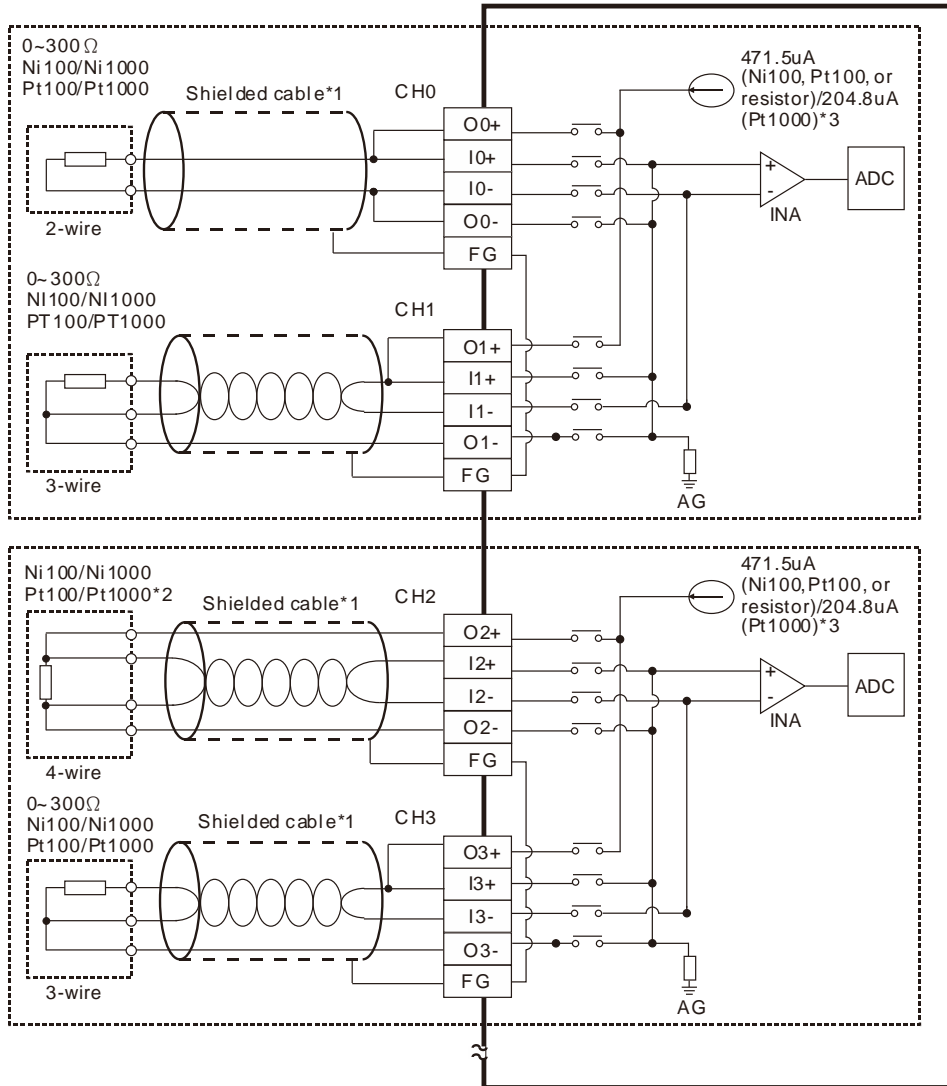 0~300Ω
Ni100/Ni1000
Pt100/Pt1000
Shielded cable*1
CH0
O0+
I0+
I0-
O0-
FG
2-wire
471.5uA
(Ni100, Pt100, or
resistor)/204.8uA
(Pt1000)*3
+
-
INA
ADC
0~300Ω
NI100/NI1000
PT100/PT1000
CH1
O1+
I1+
I1-
O1-
FG
3-wire
AG
Ni100/Ni1000
Pt100/Pt1000*2
Shielded cable*1
CH2
O2+
I2+
I2-
O2-
FG
4-wire
471.5uA
(Ni100, Pt100, or
resistor)/204.8uA
(Pt1000)*3
+
-
INA
ADC
0~300Ω
Ni100/Ni1000
Pt100/Pt1000
Shielded cable*1
CH3
O3+
I3+
I3-
O3-
FG
3-wire
AG